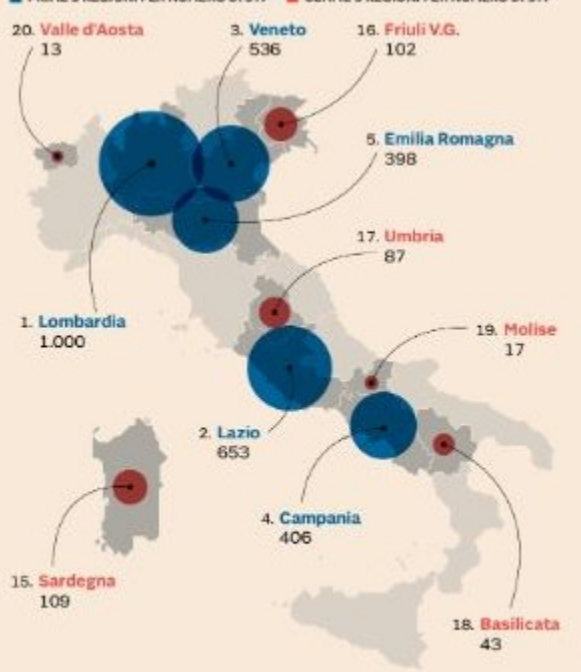 20. Valle d'Aosta
13
3. Veneto
536
16. Friuli V.G.
102
5. Emilia Romagna
398
17. Umbria
87
1. Lombardia
1.000
19. Molise
17
2. Lazio
653
4. Campania
406
15. Sardegna
109
18. Basilicata
43